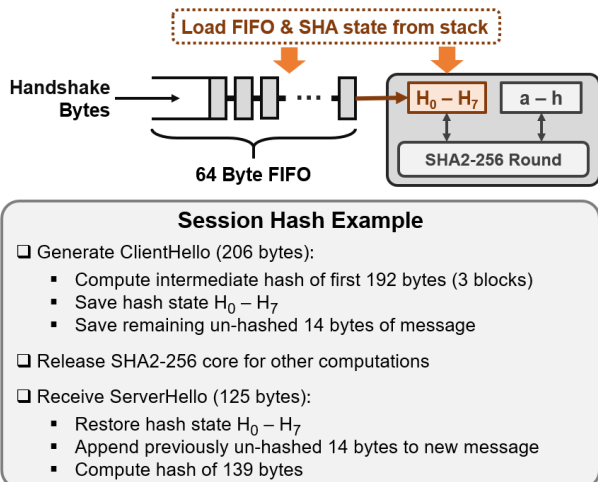 Load FIFO & SHA state from stack
Handshake
Bytes
H0 – H7
a – h
SHA2-256 Round
64 Byte FIFO
Session Hash Example
❑ Generate ClientHello (206 bytes):
▪ Compute intermediate hash of first 192 bytes (3 blocks)
▪ Save hash state H0 – H7
▪ Save remaining un-hashed 14 bytes of message
❑ Release SHA2-256 core for other computations
❑ Receive ServerHello (125 bytes):
▪ Restore hash state H0 – H7
▪ Append previously un-hashed 14 bytes to new message
▪ Compute hash of 139 bytes